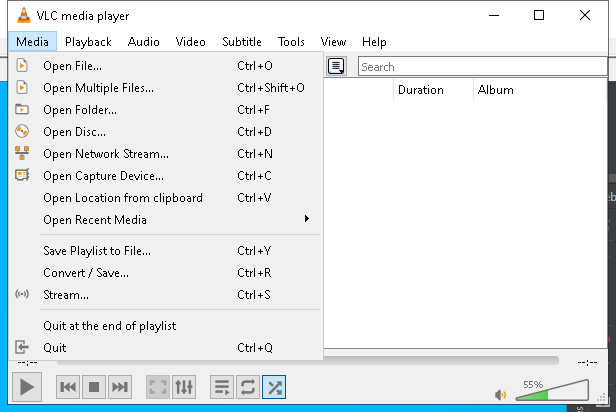 VLC media player
Media Playback Audio Video Subtitle Tools View Help
Open File... Ctrl+O
Open Multiple Files... Ctrl+Shift+O
Open Folder... Ctrl+F
Open Disc... Ctrl+D
Open Network Stream... Ctrl+N
Open Capture Device... Ctrl+C
Open Location from clipboard Ctrl+V
Open Recent Media
Save Playlist to File... Ctrl+Y
Convert / Save... Ctrl+R
Stream... Ctrl+S
Quit at the end of playlist
Quit Ctrl+Q
Search
Duration Album
--:-- --:--
55%